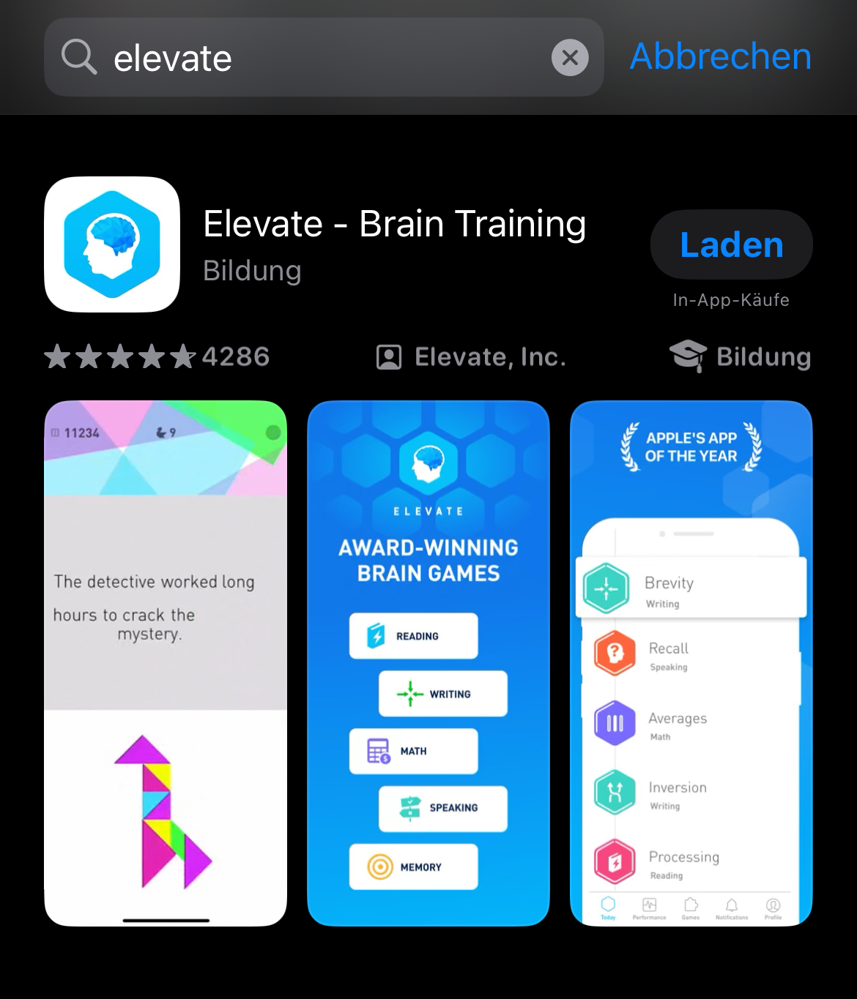 elevate
Abbrechen
Elevate - Brain Training
Bildung
Laden
In-App-Käufe
4286
Elevate, Inc.
Bildung
11234
9
The detective worked long
hours to crack the
mystery.
ELEVATE
AWARD-WINNING
BRAIN GAMES
READING
WRITING
MATH
SPEAKING
MEMORY
APPLE'S APP
OF THE YEAR
Brevity
Writing
Recall
Speaking
Averages
Math
Inversion
Writing
Processing
Reading
Today
Performance
Games
Notifications
Profile